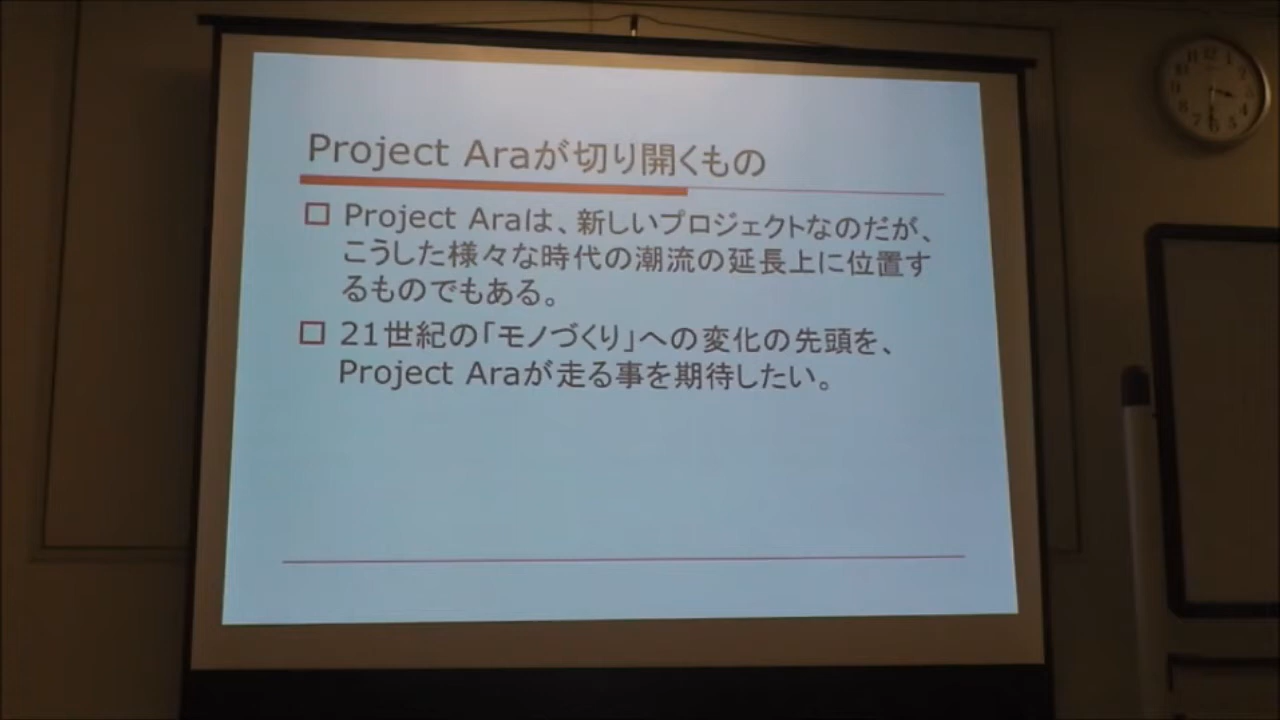 Project Araが切り開くもの
Project Araは、新しいプロジェクトなのだが、
こうした様々な時代の潮流の延長上に位置す
るものでもある。
21世紀の「モノづくり」への変化の先頭を、
Project Araが走る事を期待したい。